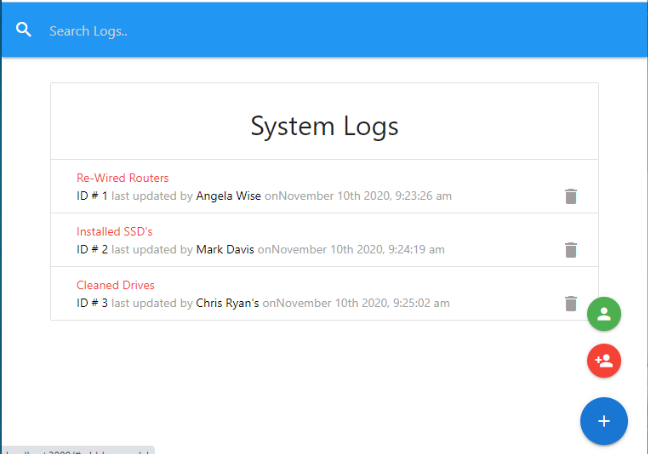 Search Logs..
System Logs
Re-Wired Routers
ID # 1 last updated by Angela Wise onNovember 10th 2020, 9:23:26 am
Installed SSD's
ID # 2 last updated by Mark Davis onNovember 10th 2020, 9:24:19 am
Cleaned Drives
ID # 3 last updated by Chris Ryan's onNovember 10th 2020, 9:25:02 am